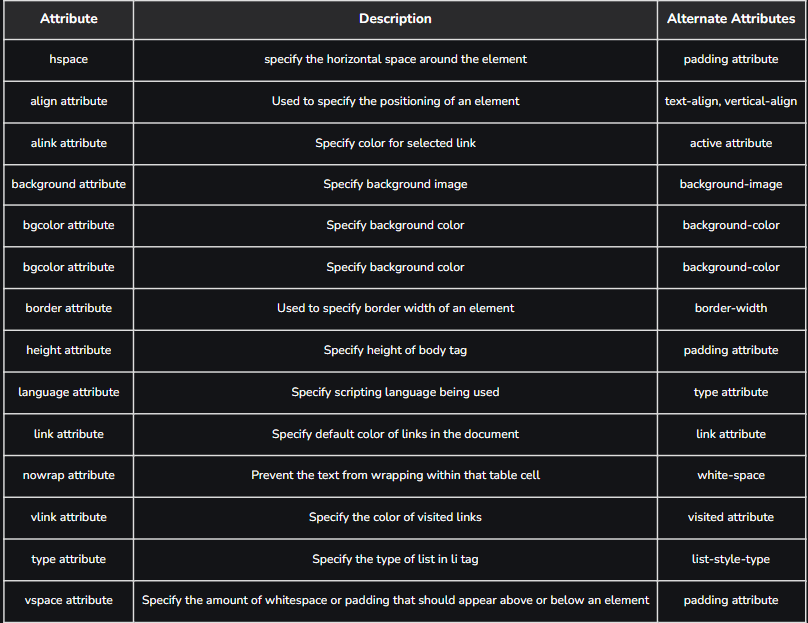 Attribute Description Alternate Attributes
hspace specify the horizontal space around the element padding attribute
align attribute Used to specify the positioning of an element text-align, vertical-align
alink attribute Specify color for selected link active attribute
background attribute Specify background image background-image
bgcolor attribute Specify background color background-color
bgcolor attribute Specify background color background-color
border attribute Used to specify border width of an element border-width
height attribute Specify height of body tag padding attribute
language attribute Specify scripting language being used type attribute
link attribute Specify default color of links in the document link attribute
nowrap attribute Prevent the text from wrapping within that table cell white-space
vlink attribute Specify the color of visited links visited attribute
type attribute Specify the type of list in li tag list-style-type
vspace attribute Specify the amount of whitespace or padding that should appear above or below an element padding attribute